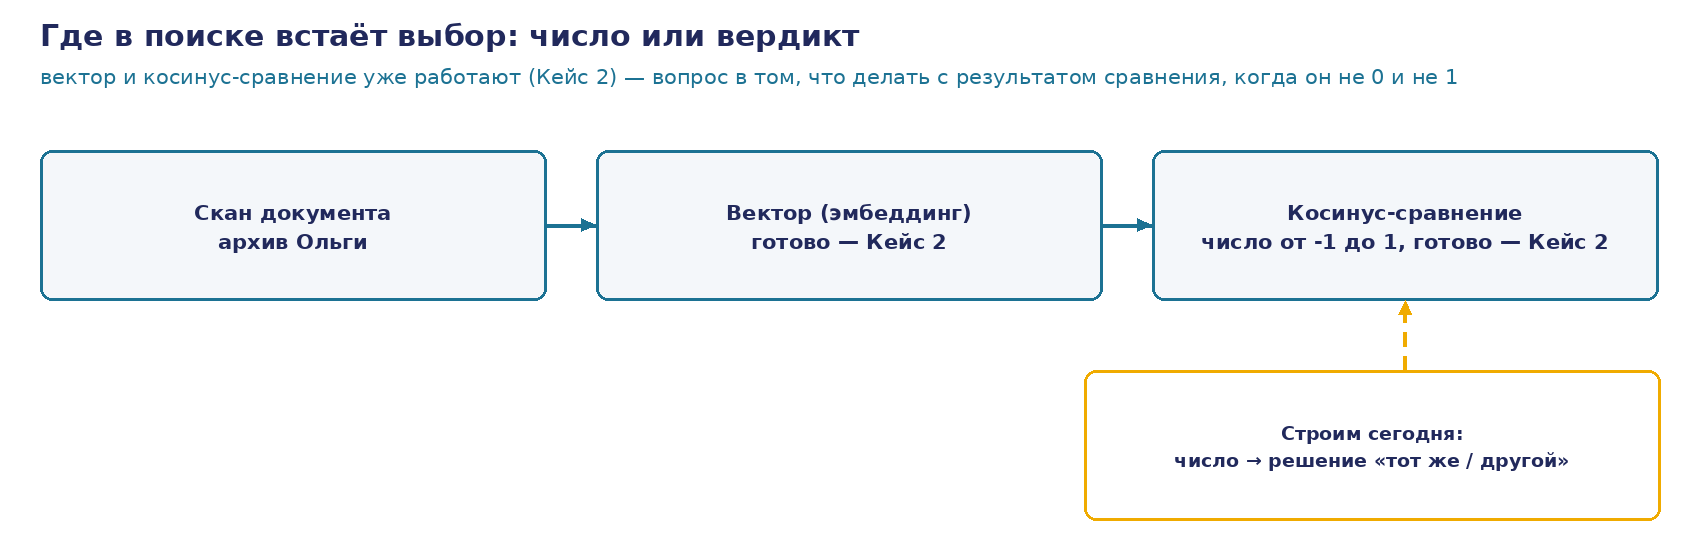 Где в поиске встаёт выбор: число или вердикт
вектор и косинус-сравнение уже работают (Кейс 2) — вопрос в том, что делать с результатом сравнения, когда он не 0 и не 1
Скан документа
архив Ольги
Вектор (эмбеддинг)
готово — Кейс 2
Косинус-сравнение
число от -1 до 1, готово — Кейс 2
Строим сегодня:
число → решение «тот же / другой»